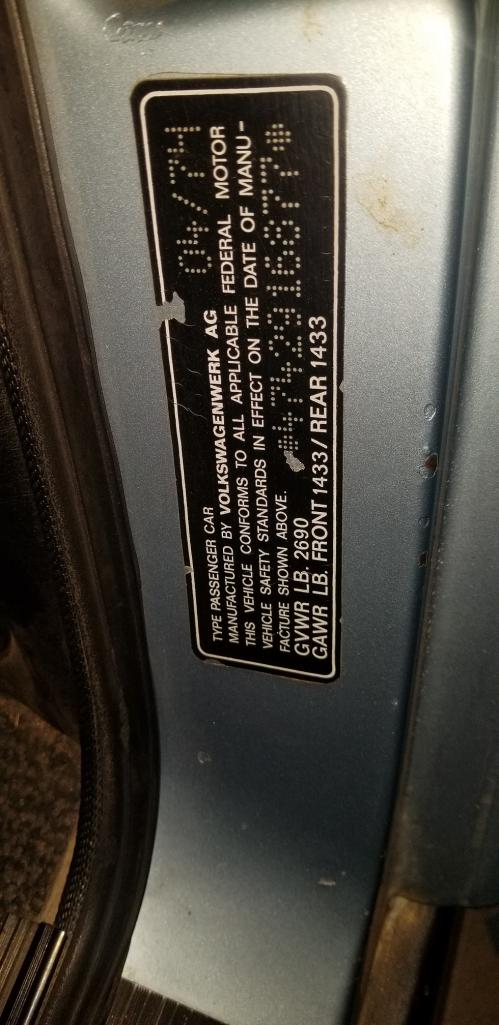 04/74
TYPE PASSENGER CAR
MANUFACTURED BY VOLKSWAGENWERK AG
THIS VEHICLE CONFORMS TO ALL APPLICABLE FEDERAL MOTOR
VEHICLE SAFETY STANDARDS IN EFFECT ON THE DATE OF MANU-
FACTURE SHOWN ABOVE.
GVWR LB. 2690
GAWR LB. FRONT 1433 / REAR 1433